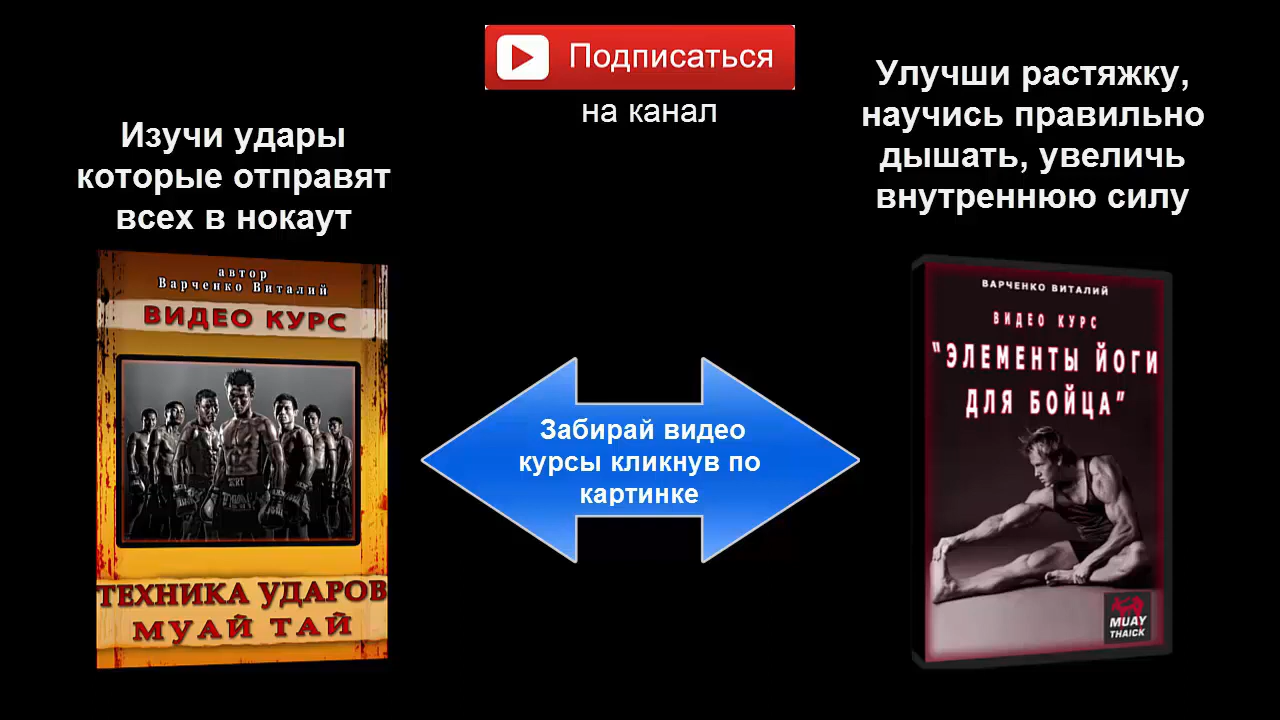 Подписаться
на канал
Изучи удары
которые отправят
всех в нокаут
Улучши растяжку,
научись правильно
дышать, увеличь
внутреннюю силу
автор
Варченко Виталий
ВИДЕО КУРС
ТЕХНИКА УДАРОВ
МУАЙ ТАЙ
Забирай видео
курсы кликнув по
картинке
ВАРЧЕНКО ВИТАЛИЙ
ВИДЕО КУРС
"ЭЛЕМЕНТЫ ЙОГИ
ДЛЯ БОЙЦА"
MUAY
THAICK